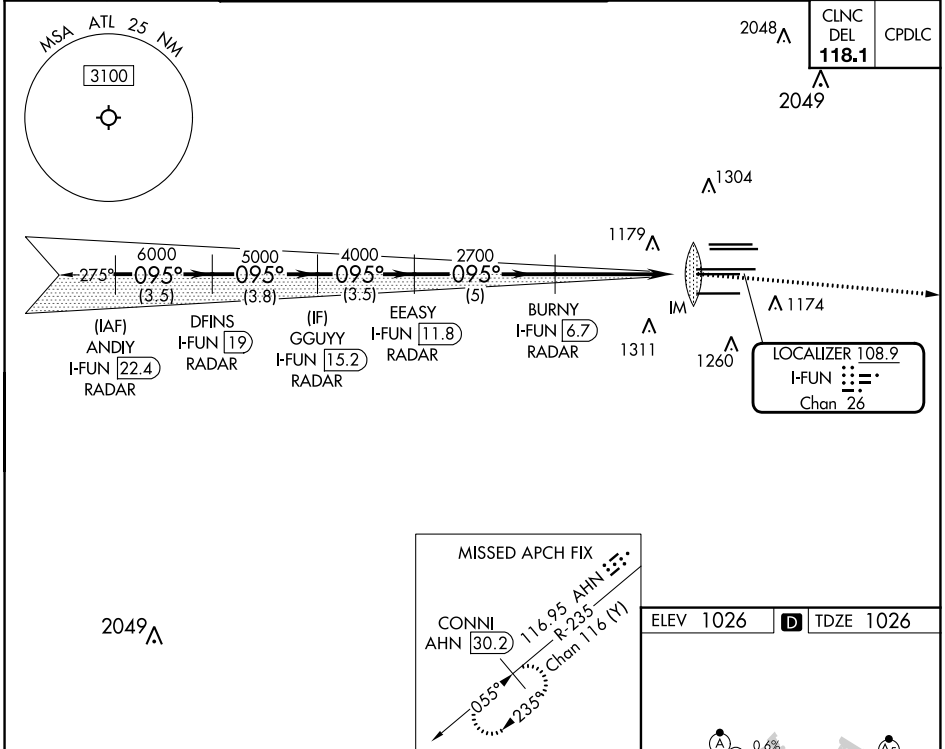 MSA ATL 25 NM
3100
2048
CLNC
DEL
118.1
CPDLC
2049
1304
1179
6000
5000
4000
2700
275°
095°
095°
095°
095°
(3.5)
(3.8)
(3.5)
(5)
IM
1174
1311
1260
(IAF)
ANDIY
I-FUN 22.4
RADAR
DFINS
I-FUN 19
RADAR
(IF)
GGUYY
I-FUN 15.2
RADAR
EEASY
I-FUN 11.8
RADAR
BURNY
I-FUN 6.7
RADAR
LOCALIZER 108.9
I-FUN
Chan 26
MISSED APCH FIX
CONNI
AHN 30.2
116.95 AHN
R-235
Chan 116 (Y)
055°
235°
2049
ELEV 1026
D
TDZE 1026
A
0.6%